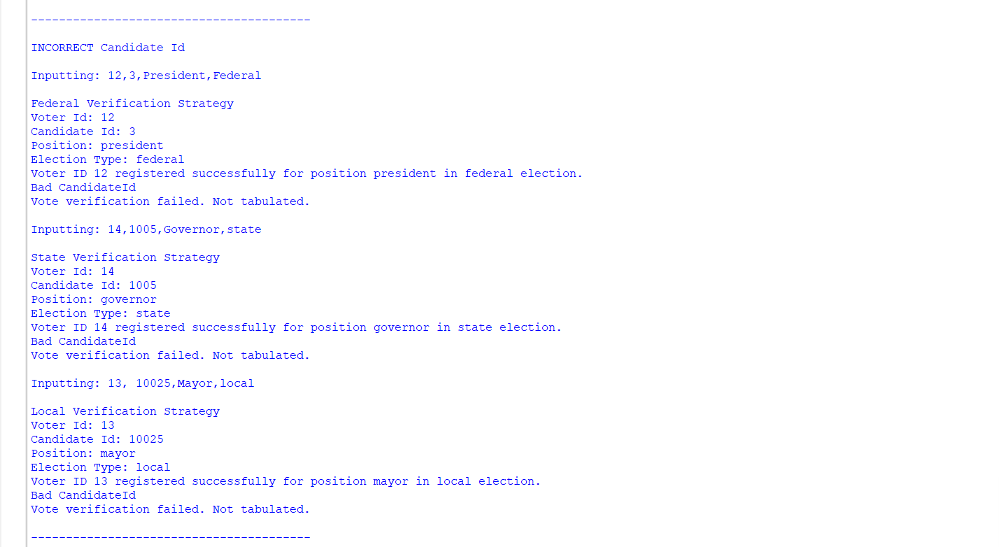 ----------------------------------------
INCORRECT Candidate Id
Inputting: 12,3,President,Federal
Federal Verification Strategy
Voter Id: 12
Candidate Id: 3
Position: president
Election Type: federal
Voter ID 12 registered successfully for position president in federal election.
Bad CandidateId
Vote verification failed. Not tabulated.
Inputting: 14,1005,Governor,state
State Verification Strategy
Voter Id: 14
Candidate Id: 1005
Position: governor
Election Type: state
Voter ID 14 registered successfully for position governor in state election.
Bad CandidateId
Vote verification failed. Not tabulated.
Inputting: 13, 10025,Mayor,local
Local Verification Strategy
Voter Id: 13
Candidate Id: 10025
Position: mayor
Election Type: local
Voter ID 13 registered successfully for position mayor in local election.
Bad CandidateId
Vote verification failed. Not tabulated.
----------------------------------------